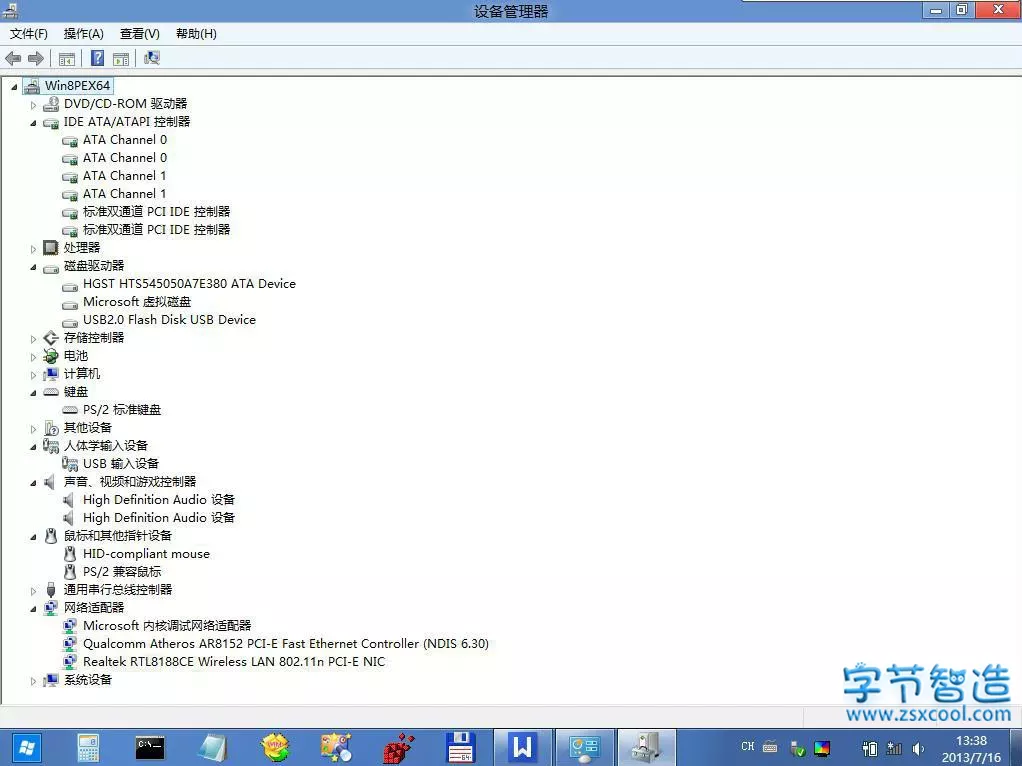 设备管理器
文件(F) 操作(A) 查看(V) 帮助(H)
Win8PEX64
DVD/CD-ROM 驱动器
IDE ATA/ATAPI 控制器
ATA Channel 0
ATA Channel 0
ATA Channel 1
ATA Channel 1
标准双通道 PCI IDE 控制器
标准双通道 PCI IDE 控制器
处理器
磁盘驱动器
HGST HTS545050A7E380 ATA Device
Microsoft 虚拟磁盘
USB2.0 Flash Disk USB Device
存储控制器
电池
计算机
键盘
PS/2 标准键盘
其他设备
人体学输入设备
USB 输入设备
声音、视频和游戏控制器
High Definition Audio 设备
High Definition Audio 设备
鼠标和其他指针设备
HID-compliant mouse
PS/2 兼容鼠标
通用串行总线控制器
网络适配器
Microsoft 内核调试网络适配器
Qualcomm Atheros AR8152 PCI-E Fast Ethernet Controller (NDIS 6.30)
Realtek RTL8188CE Wireless LAN 802.11n PCI-E NIC
系统设备
字节智造
www.zsxcool.com
CH
13:38
2013/7/16